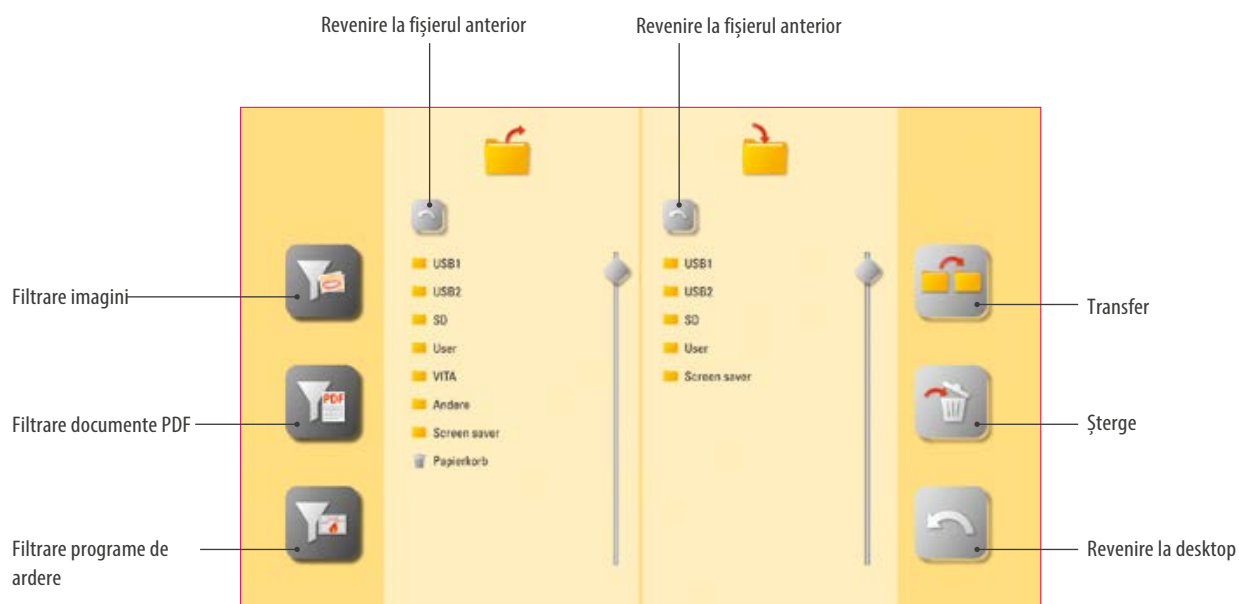 Revenire la fișierul anterior
Revenire la fișierul anterior
USB1
USB2
SD
User
VITA
Andere
Screen saver
Papierkorb
USB1
USB2
SD
User
Screen saver
Filtrare imagini
PDF
Filtrare documente PDF
Filtrare programe de
ardere
Transfer
Șterge
Revenire la desktop